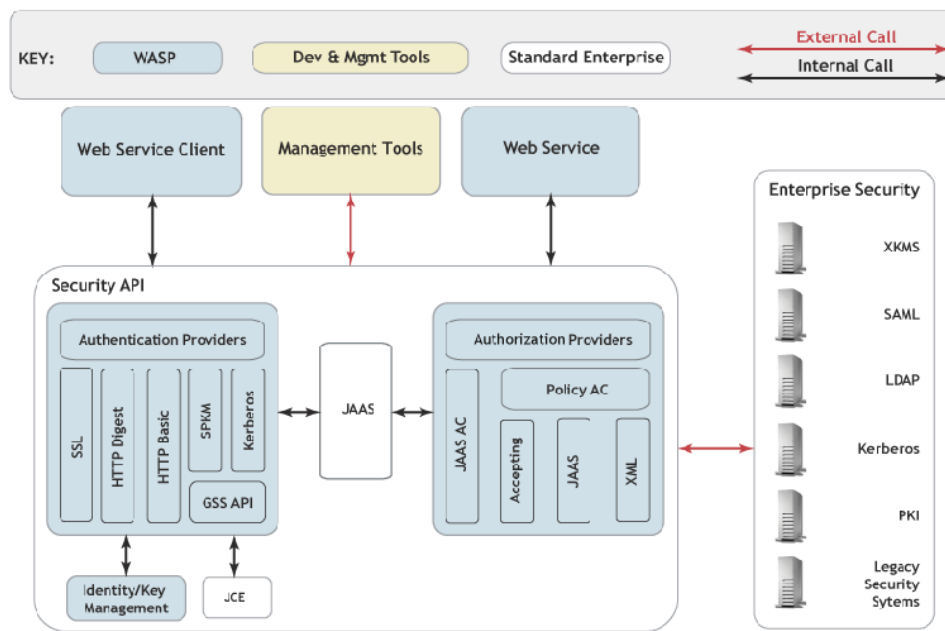 KEY:
WASP
Dev & Mgmt Tools
Standard Enterprise
External Call
Internal Call
Web Service Client
Management Tools
Web Service
Security API
Authentication Providers
SSL
HTTP Digest
HTTP Basic
SPKM
Kerberos
GSS API
Identity/Key
Management
JCE
JAAS
Authorization Providers
JAAS AC
Policy AC
Accepting
JAAS
XML
Enterprise Security
XKMS
SAML
LDAP
Kerberos
PKI
Legacy
Security
Sytems